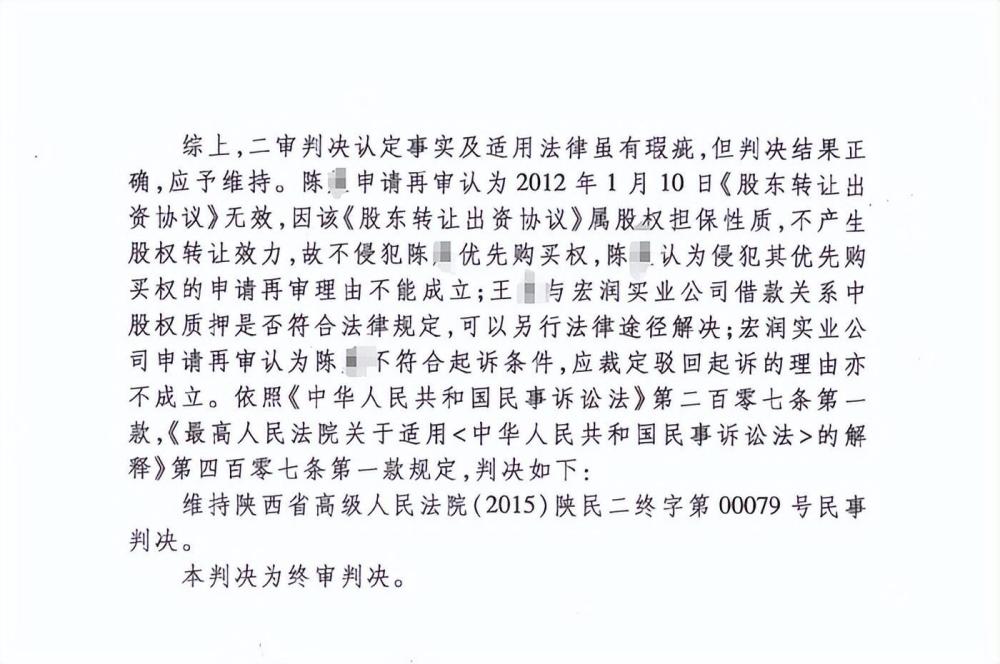 综上,二审判决认定事实及适用法律虽有瑕疵,但判决结果正
确,应予维持。陈 申请再审认为2012年1月10日《股东转让出
资协议》无效,因该《股东转让出资协议》属股权担保性质,不产生
股权转让效力,故不侵犯陈 优先购买权,陈 认为侵犯其优先购
买权的申请再审理由不能成立;王 与宏润实业公司借款关系中
股权质押是否符合法律规定,可以另行法律途径解决;宏润实业公
司申请再审认为陈 不符合起诉条件,应裁定驳回起诉的理由亦
不成立。依照《中华人民共和国民事诉讼法》第二百零七条第一
款,《最高人民法院关于适用<中华人民共和国民事诉讼法>的解
释》第四百零七条第一款规定,判决如下:
维持陕西省高级人民法院(2015)陕民二终字第00079号民事
判决。
本判决为终审判决。